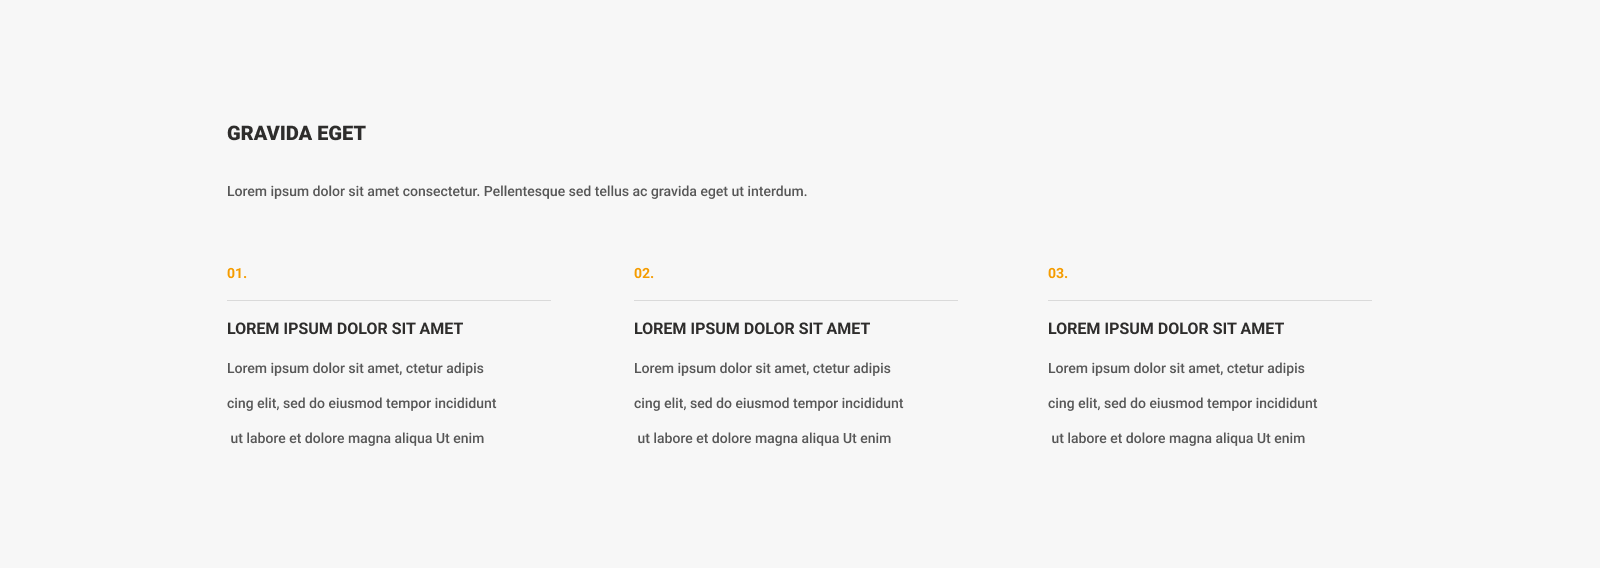 GRAVIDA EGET
Lorem ipsum dolor sit amet consectetur. Pellentesque sed tellus ac gravida eget ut interdum.
01.
LOREM IPSUM DOLOR SIT AMET
Lorem ipsum dolor sit amet, ctetur adipis
cing elit, sed do eiusmod tempor incididunt
ut labore et dolore magna aliqua Ut enim
02.
LOREM IPSUM DOLOR SIT AMET
Lorem ipsum dolor sit amet, ctetur adipis
cing elit, sed do eiusmod tempor incididunt
ut labore et dolore magna aliqua Ut enim
03.
LOREM IPSUM DOLOR SIT AMET
Lorem ipsum dolor sit amet, ctetur adipis
cing elit, sed do eiusmod tempor incididunt
ut labore et dolore magna aliqua Ut enim